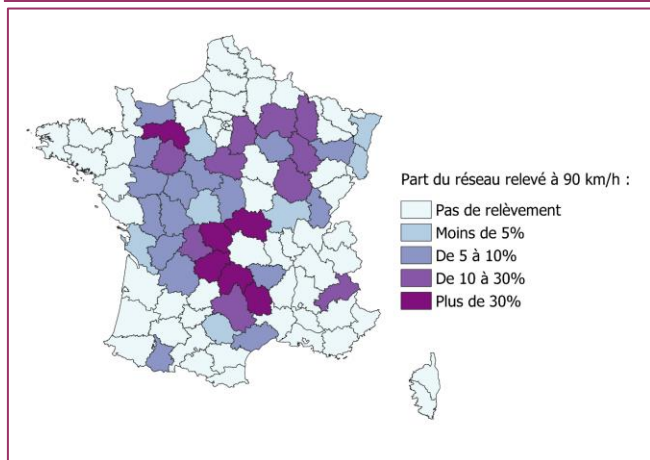 Part du réseau relevé à 90 km/h :
Pas de relèvement
Moins de 5%
De 5 à 10%
De 10 à 30%
Plus de 30%